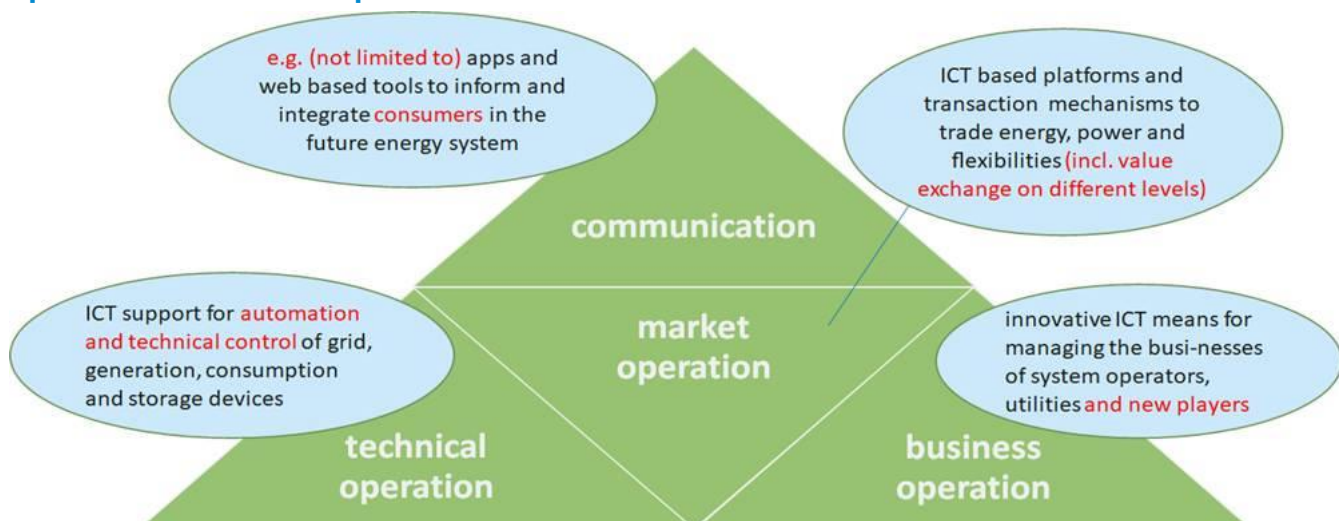 e.g. (not limited to) apps and
web based tools to inform and
integrate consumers in the
future energy system
ICT based platforms and
transaction mechanisms to
trade energy, power and
flexibilities (incl. value
exchange on different levels)
communication
ICT support for automation
and technical control of grid,
generation, consumption
and storage devices
market
operation
innovative ICT means for
managing the busi-nesses
of system operators,
utilities and new players
technical
operation
business
operation